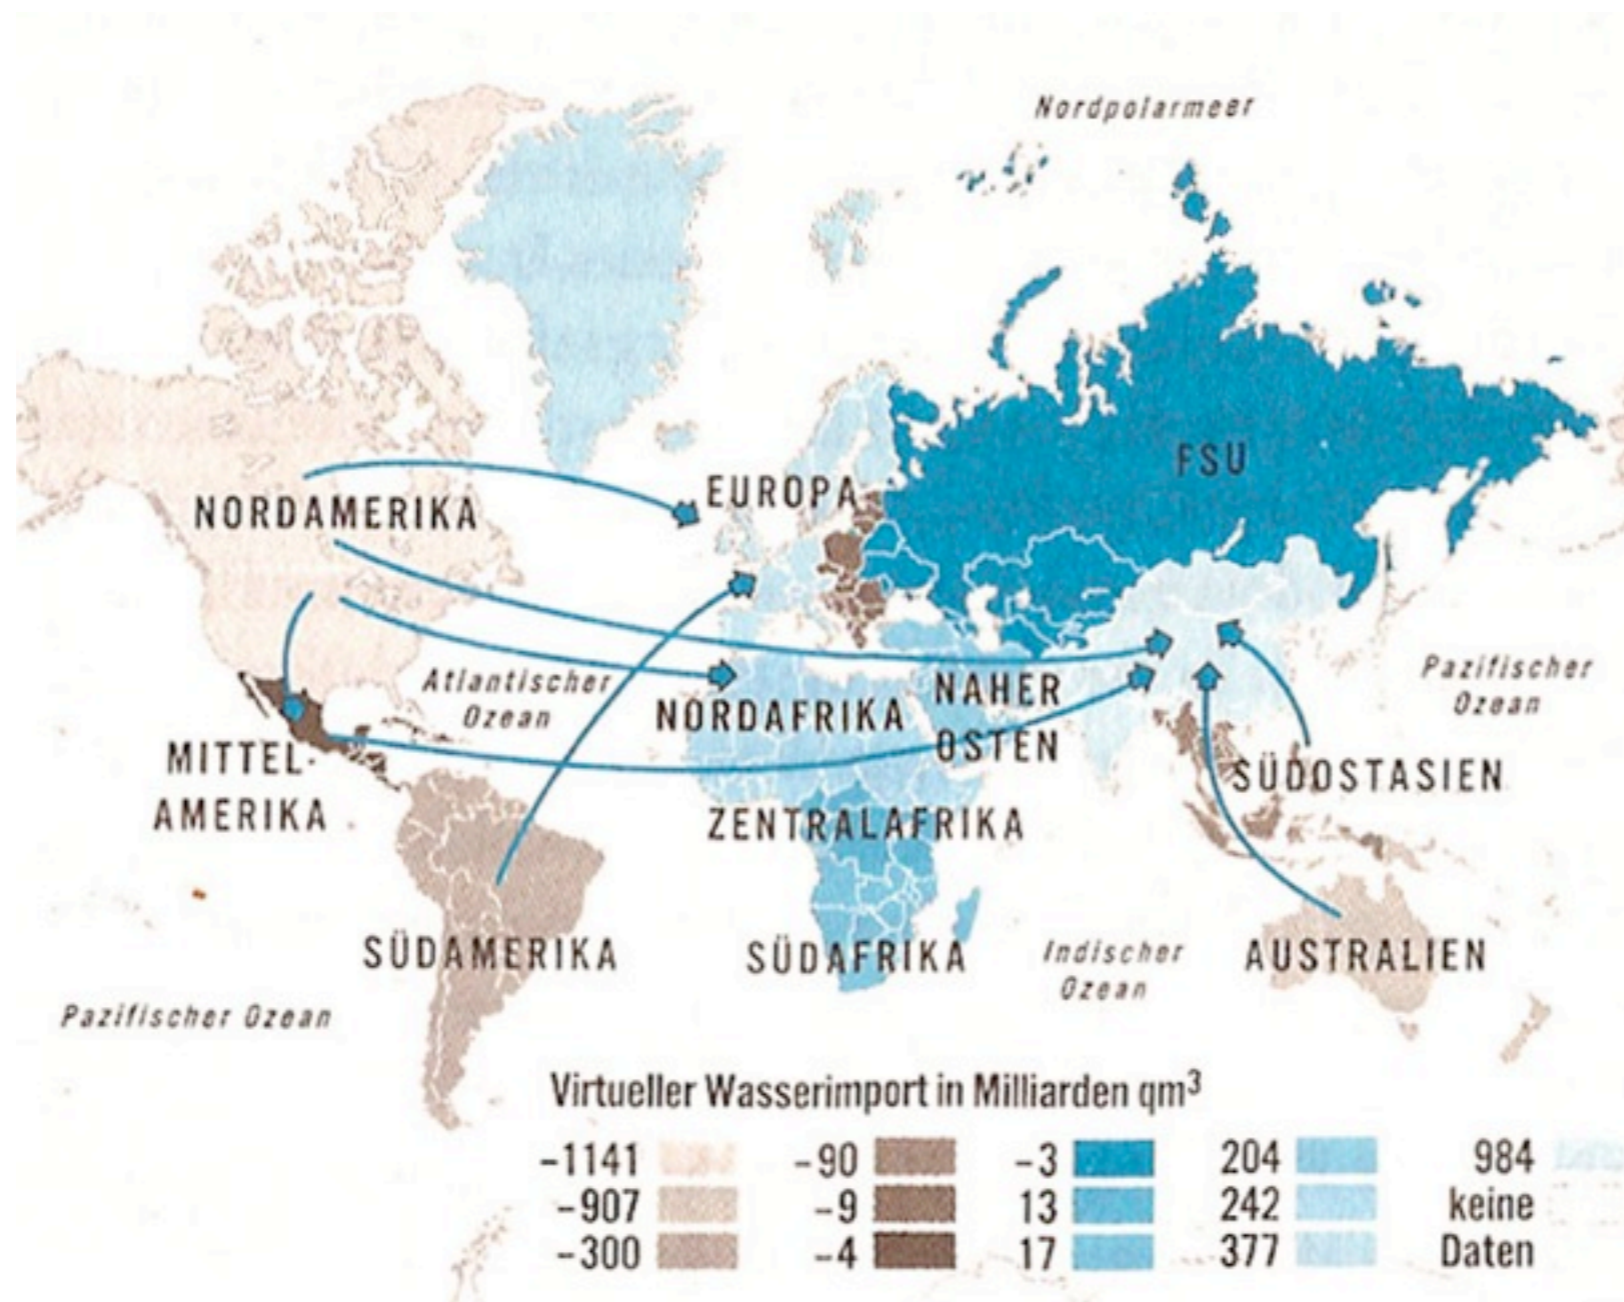 Nordpolarmeer
FSU
EUROPA
NORDAMERIKA
Atlantischer
Ozean
NORDAFRIKA
NAHER
OSTEN
Pazifischer
Ozean
MITTEL-
AMERIKA
SÜDOSTASIEN
ZENTRALAFRIKA
SÜDAMERIKA
SÜDAFRIKA
Indischer
Ozean
AUSTRALIEN
Pazifischer Ozean
Virtueller Wasserimport in Milliarden qm³
-1141 -90 -3 204 984
-907 -9 13 242 keine
-300 -4 17 377 Daten